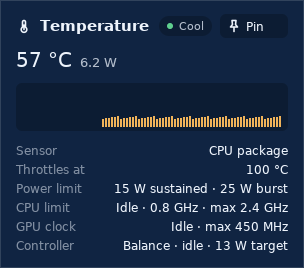 Temperature Cool Pin
57 °C 6.2 W
Sensor CPU package
Throttles at 100 °C
Power limit 15 W sustained · 25 W burst
CPU limit Idle · 0.8 GHz · max 2.4 GHz
GPU clock Idle · max 450 MHz
Controller Balance · idle · 13 W target